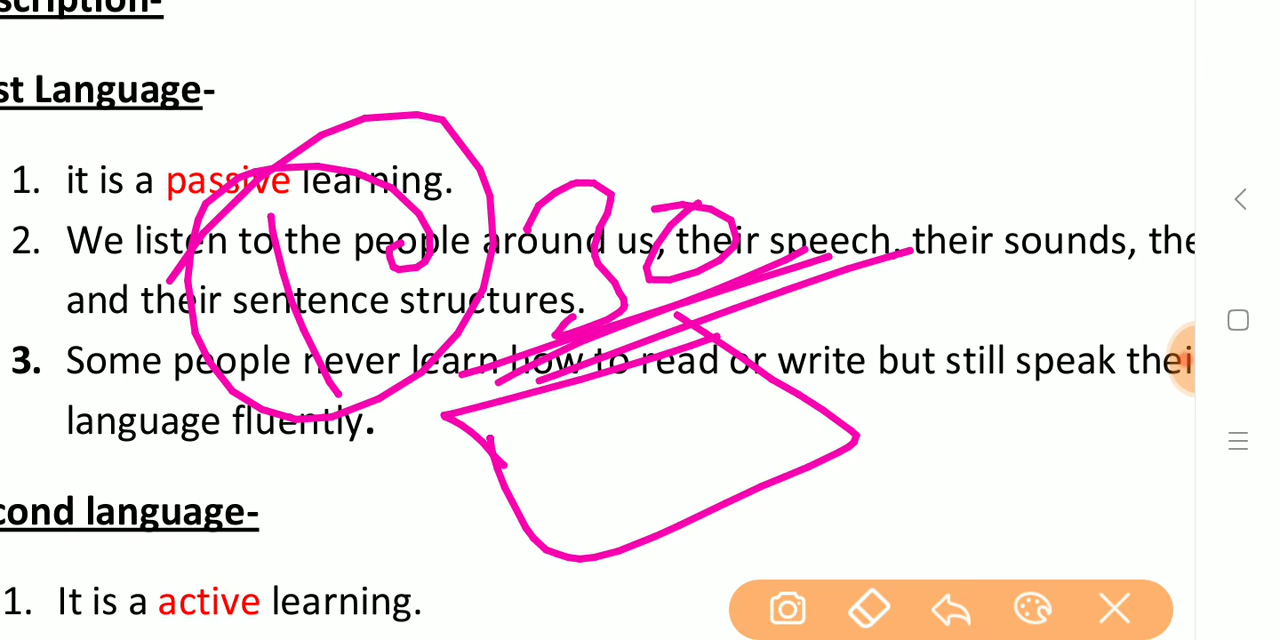 scription-
st Language-
1. it is a passive learning.
2. We listen to the people around us, their speech, their sounds, the
and their sentence structures.
3. Some people never learn how to read or write but still speak thei
language fluently.
cond language-
1. It is a active learning.